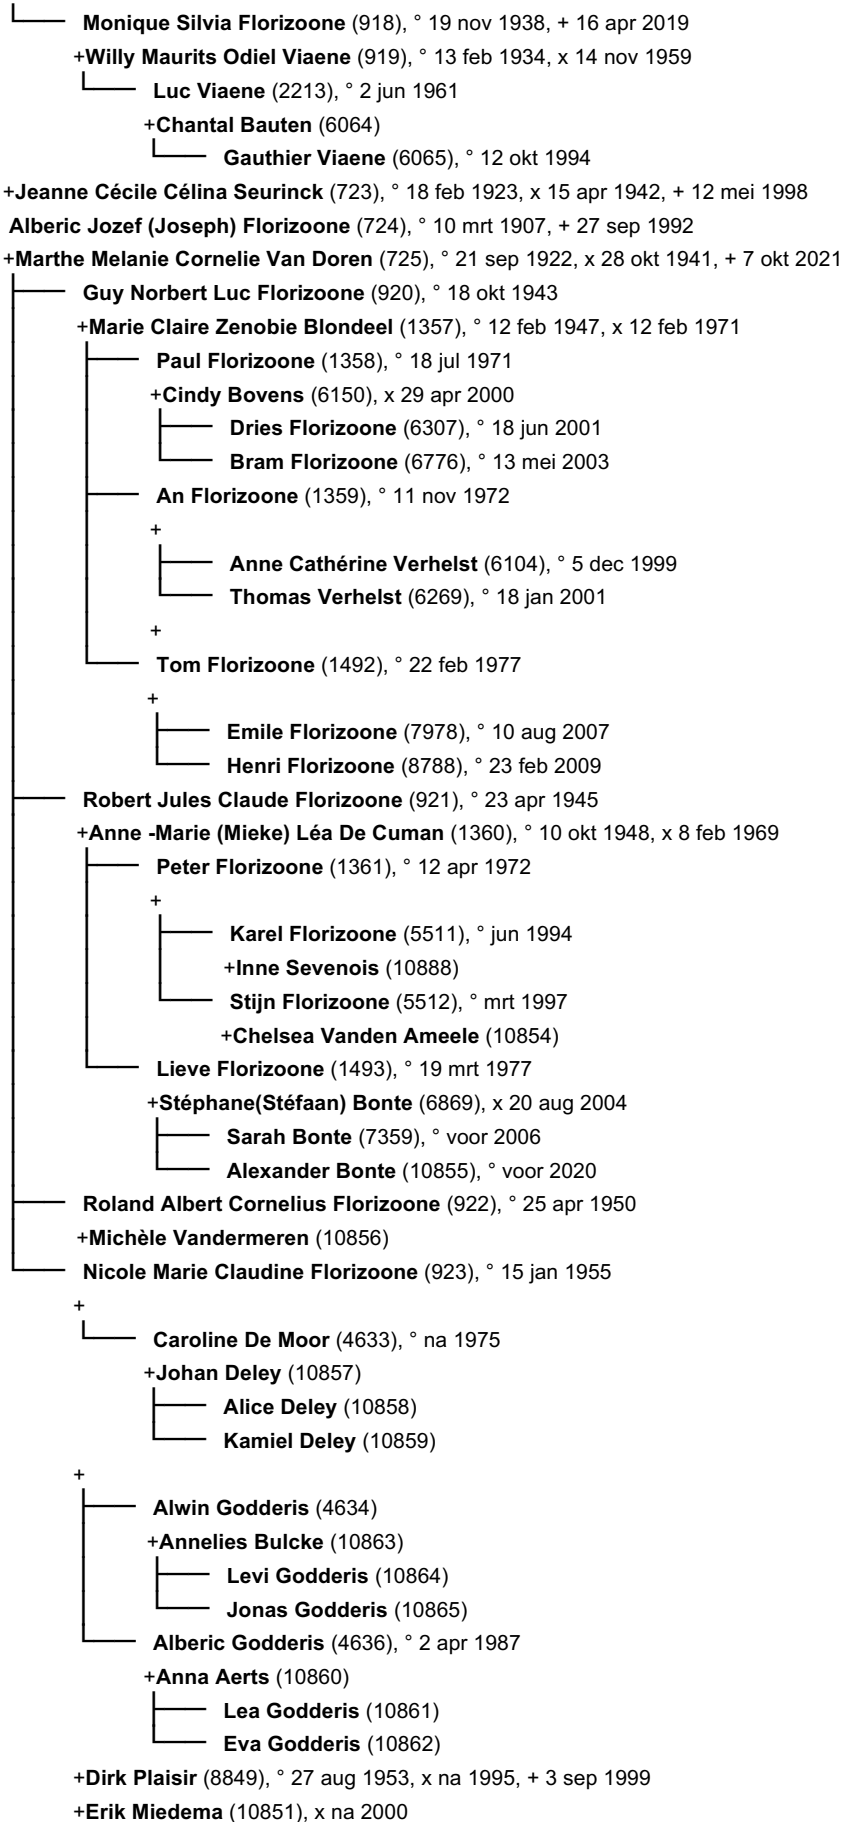 Monique Silvia Florizoone (918), ° 19 nov 1938, + 16 apr 2019
+Willy Maurits Odiel Viaene (919), ° 13 feb 1934, x 14 nov 1959
Luc Viaene (2213), ° 2 jun 1961
+Chantal Bauten (6064)
Gauthier Viaene (6065), ° 12 okt 1994
+Jeanne Cécile Célina Seurinck (723), ° 18 feb 1923, x 15 apr 1942, + 12 mei 1998
Alberic Jozef (Joseph) Florizoone (724), ° 10 mrt 1907, + 27 sep 1992
+Marthe Melanie Cornelie Van Doren (725), ° 21 sep 1922, x 28 okt 1941, + 7 okt 2021
Guy Norbert Luc Florizoone (920), ° 18 okt 1943
+Marie Claire Zenobie Blondeel (1357), ° 12 feb 1947, x 12 feb 1971
Paul Florizoone (1358), ° 18 jul 1971
+Cindy Bovens (6150), x 29 apr 2000
Dries Florizoone (6307), ° 18 jun 2001
Bram Florizoone (6776), ° 13 mei 2003
An Florizoone (1359), ° 11 nov 1972
+
Anne Cathérine Verhelst (6104), ° 5 dec 1999
Thomas Verhelst (6269), ° 18 jan 2001
+
Tom Florizoone (1492), ° 22 feb 1977
+
Emile Florizoone (7978), ° 10 aug 2007
Henri Florizoone (8788), ° 23 feb 2009
Robert Jules Claude Florizoone (921), ° 23 apr 1945
+Anne -Marie (Mieke) Léa De Cuman (1360), ° 10 okt 1948, x 8 feb 1969
Peter Florizoone (1361), ° 12 apr 1972
+
Karel Florizoone (5511), ° jun 1994
+Inne Sevenois (10888)
Stijn Florizoone (5512), ° mrt 1997
+Chelsea Vanden Ameele (10854)
Lieve Florizoone (1493), ° 19 mrt 1977
+Stéphane(Stéfaan) Bonte (6869), x 20 aug 2004
Sarah Bonte (7359), ° voor 2006
Alexander Bonte (10855), ° voor 2020
Roland Albert Cornelius Florizoone (922), ° 25 apr 1950
+Michèle Vandermeren (10856)
Nicole Marie Claudine Florizoone (923), ° 15 jan 1955
+
Caroline De Moor (4633), ° na 1975
+Johan Deley (10857)
Alice Deley (10858)
Kamiel Deley (10859)
+
Alwin Godderis (4634)
+Annelies Bulcke (10863)
Levi Godderis (10864)
Jonas Godderis (10865)
Alberic Godderis (4636), ° 2 apr 1987
+Anna Aerts (10860)
Lea Godderis (10861)
Eva Godderis (10862)
+Dirk Plaisir (8849), ° 27 aug 1953, x na 1995, + 3 sep 1999
+Erik Miedema (10851), x na 2000